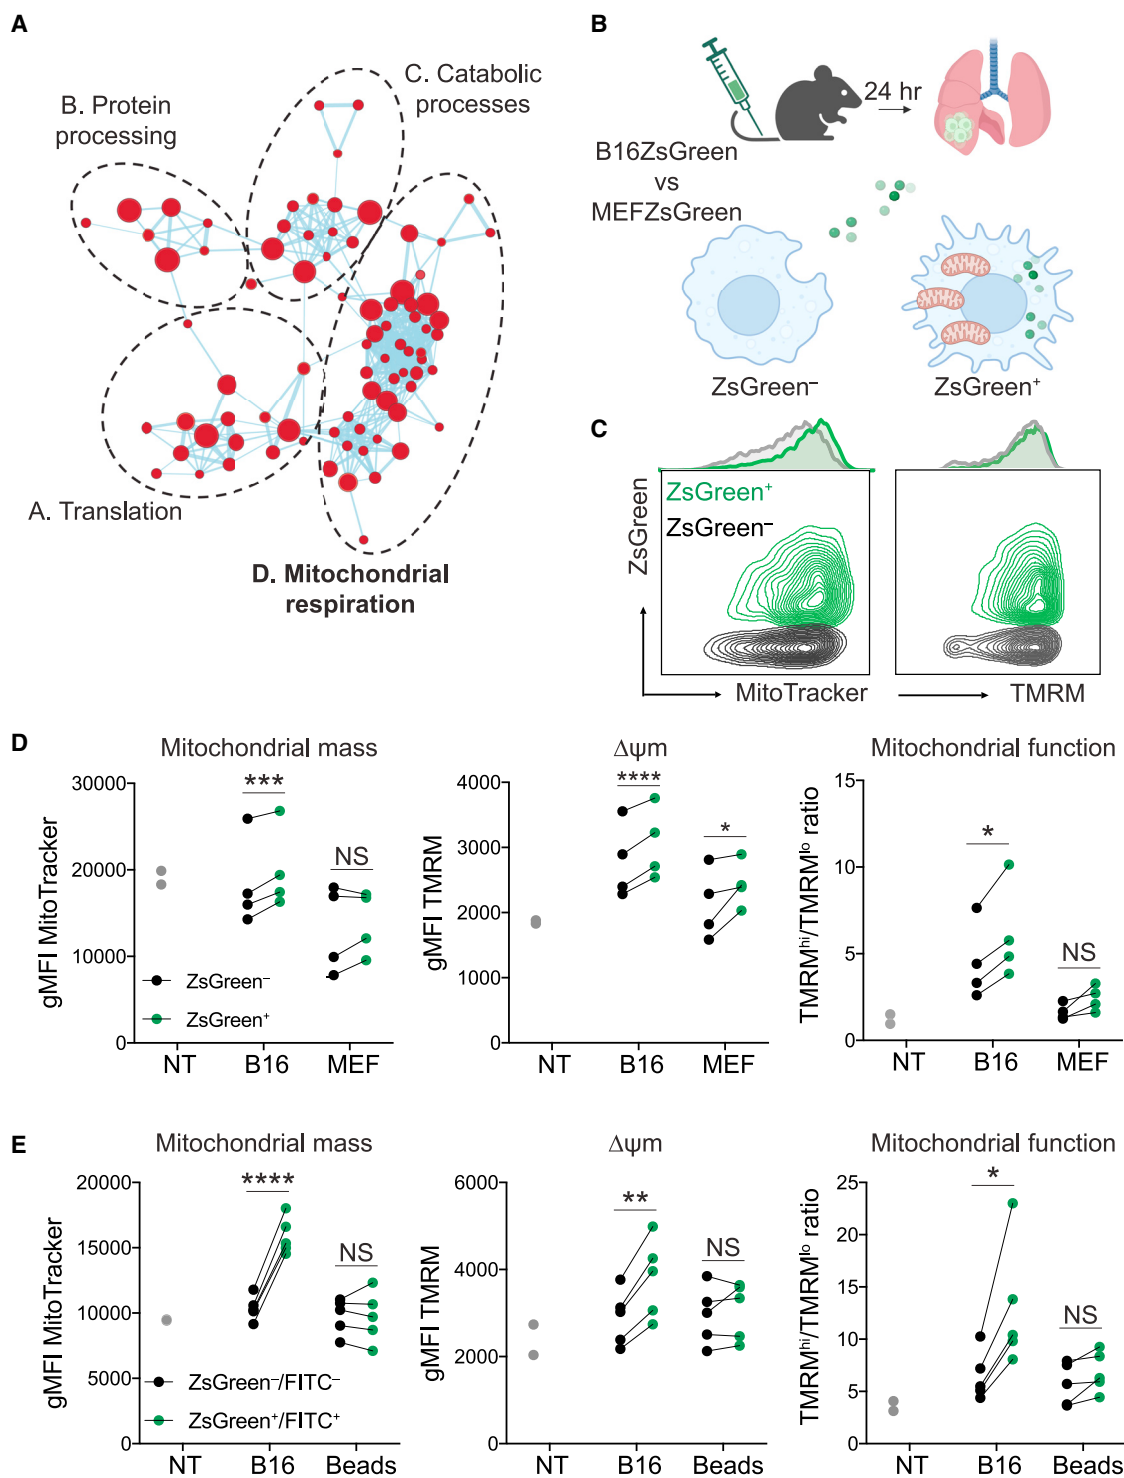 A
B. Protein
processing
C. Catabolic
processes
A. Translation
D. Mitochondrial
respiration
B
24 hr
B16ZsGreen
vs
MEFZsGreen
ZsGreen⁻
ZsGreen⁺
C
ZsGreen
ZsGreen⁺
ZsGreen⁻
MitoTracker
TMRM
D
Mitochondrial mass
gMFI MitoTracker
30000
20000
10000
0
***
NS
ZsGreen⁻
ZsGreen⁺
NT
B16
MEF
Δψm
gMFI TMRM
4000
3000
2000
1000
0
****
*
NT
B16
MEF
Mitochondrial function
TMRMʰⁱ/TMRMˡᵒ ratio
15
10
5
0
*
NS
NT
B16
MEF
E
Mitochondrial mass
gMFI MitoTracker
20000
15000
10000
5000
0
****
NS
ZsGreen⁻/FITC⁻
ZsGreen⁺/FITC⁺
NT
B16
Beads
Δψm
gMFI TMRM
6000
4000
2000
0
**
NS
NT
B16
Beads
Mitochondrial function
TMRMʰⁱ/TMRMˡᵒ ratio
25
20
15
10
5
0
*
NS
NT
B16
Beads